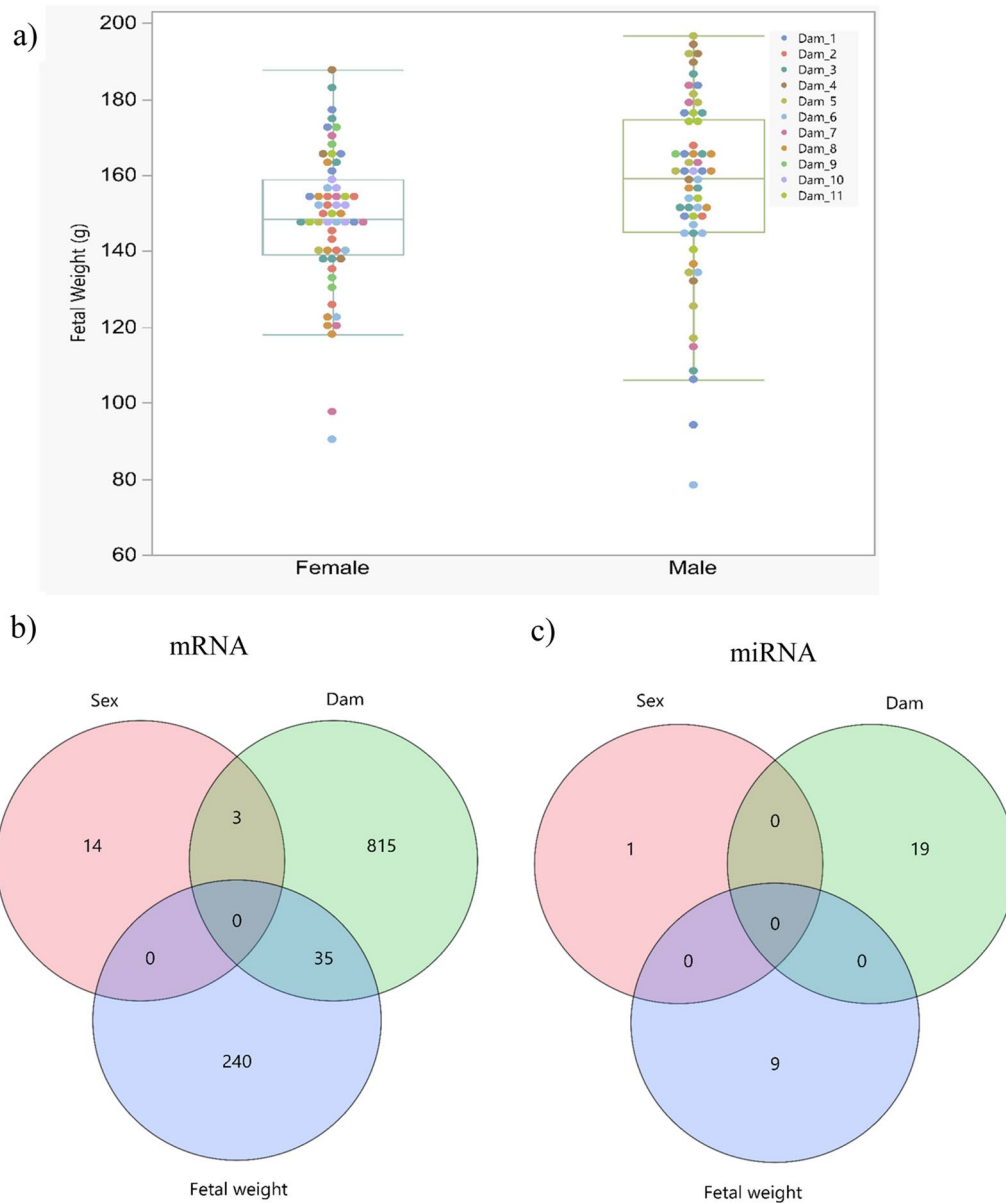 a)
200
180
160
140
120
100
80
60
Fetal Weight (g)
Female
Male
Dam_1
Dam_2
Dam_3
Dam_4
Dam_5
Dam_6
Dam_7
Dam_8
Dam_9
Dam_10
Dam_11
b)
mRNA
Sex
Dam
14
3
815
0
0
35
240
Fetal weight
c)
miRNA
Sex
Dam
1
0
19
0
0
0
9
Fetal weight